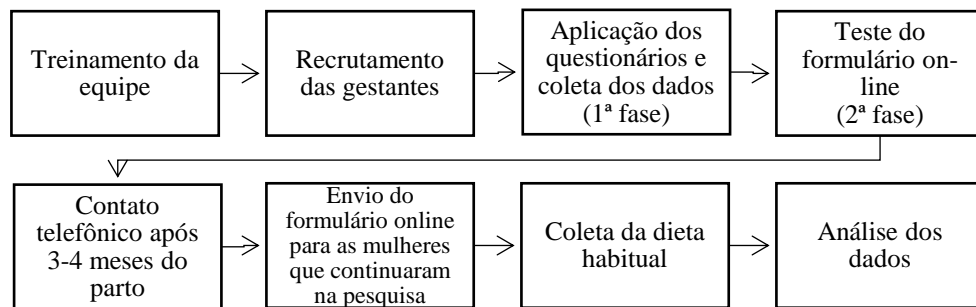 Treinamento da
equipe
Recrutamento
das gestantes
Aplicação dos
questionários e
coleta dos dados
(1ª fase)
Teste do
formulário on-
line
(2ª fase)
Contato
telefônico após
3-4 meses do
parto
Envio do
formulário online
para as mulheres
que continuaram
na pesquisa
Coleta da dieta
habitual
Análise dos
dados